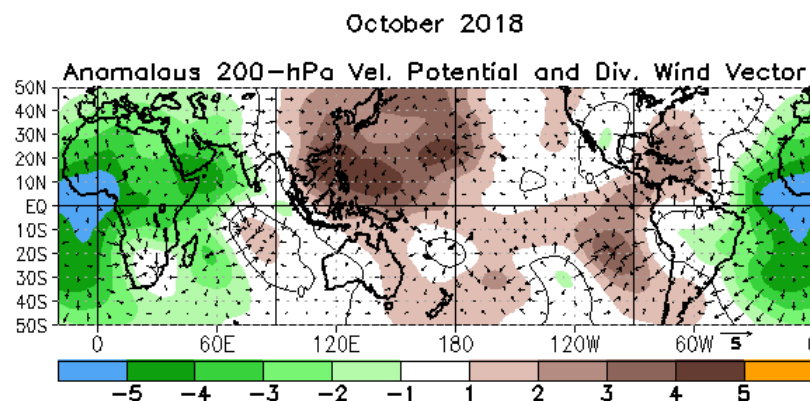 October 2018
Anomalous 200-hPa Vel. Potential and Div. Wind Vector
50N
40N
30N
20N
10N
EQ
10S
20S
30S
40S
50S
0 60E 120E 180 120W 60W 5 0
-5 -4 -3 -2 -1 1 2 3 4 5